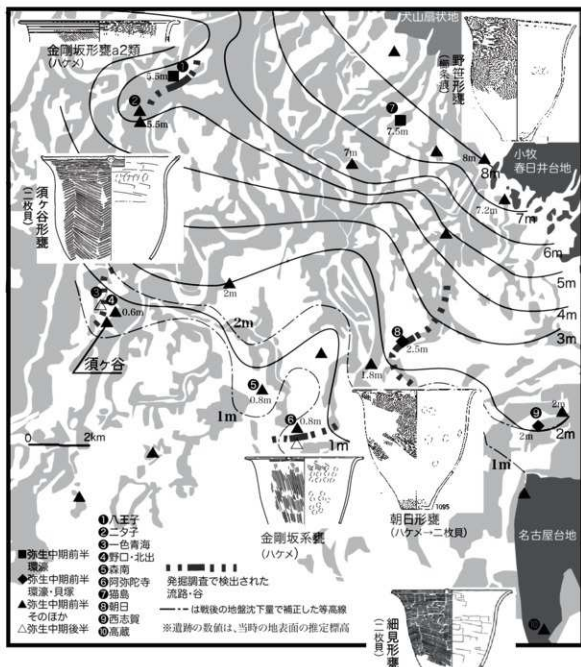 犬山扇状地
金剛坂形甕a2類
(ハケメ)
野笹形甕
(櫛条痕)
❶
5.5m
❷
5.5m
❼
7.5m
7m
8m
8m
小牧
春日井台地
7.2m
7m
6m
5m
4m
3m
須ヶ谷形甕
(二枚貝)
❸
❹
0.6m
2m
2m
須ヶ谷
❽
2.5m
1.8m
❺
0.8m
1m
❻
0.8m
1m
❾
2m
2m
2m
1m
0 2km
1095
金剛坂系甕
(ハケメ)
朝日形甕
(ハケメ→二枚貝)
名古屋台地
■弥生中期前半
環濠
◆弥生中期前半
環濠・貝塚
▲弥生中期前半
そのほか
△弥生中期後半
❶八王子
❷二タ子
❸一色青海
❹野口・北出
❺森南
❻阿弥陀寺
❼猫島
❽朝日
❾西志賀
❿高蔵
発掘調査で検出された
流路・谷
は戦後の地盤沈下量で補正した等高線
※遺跡の数値は、当時の地表面の推定標高
細見形甕
(二枚貝)
❿